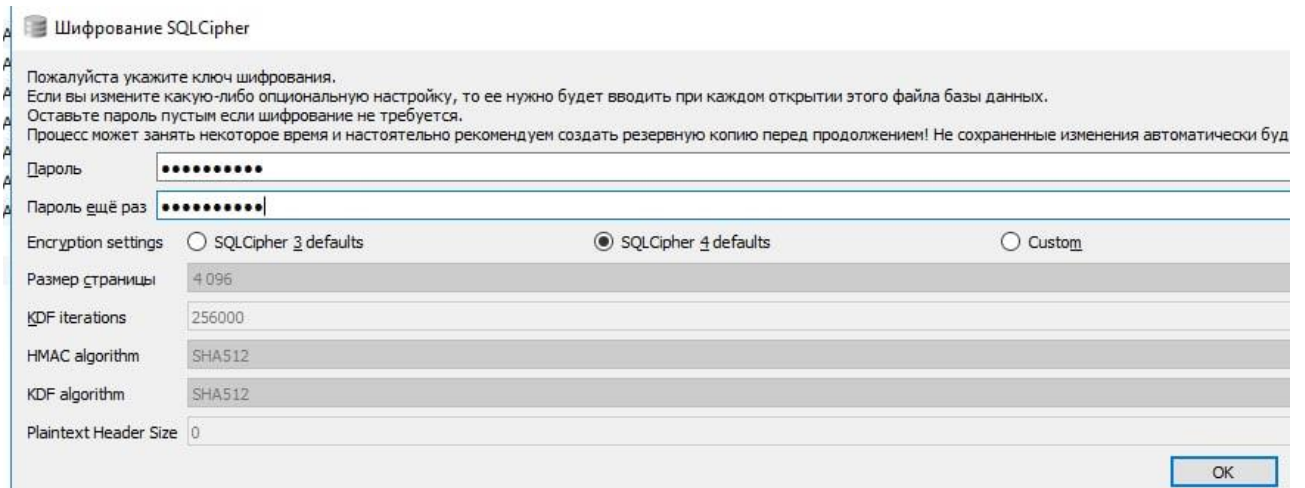 Шифрование SQLCipher
Пожалуйста укажите ключ шифрования.
Если вы измените какую-либо опциональную настройку, то ее нужно будет вводить при каждом открытии этого файла базы данных.
Оставьте пароль пустым если шифрование не требуется.
Процесс может занять некоторое время и настоятельно рекомендуем создать резервную копию перед продолжением! Не сохраненные изменения автоматически буд
Пароль ●●●●●●●●●●
Пароль ещё раз ●●●●●●●●●●
Encryption settings SQLCipher 3 defaults SQLCipher 4 defaults Custom
Размер страницы 4 096
KDF iterations 256000
HMAC algorithm SHA512
KDF algorithm SHA512
Plaintext Header Size 0
OK